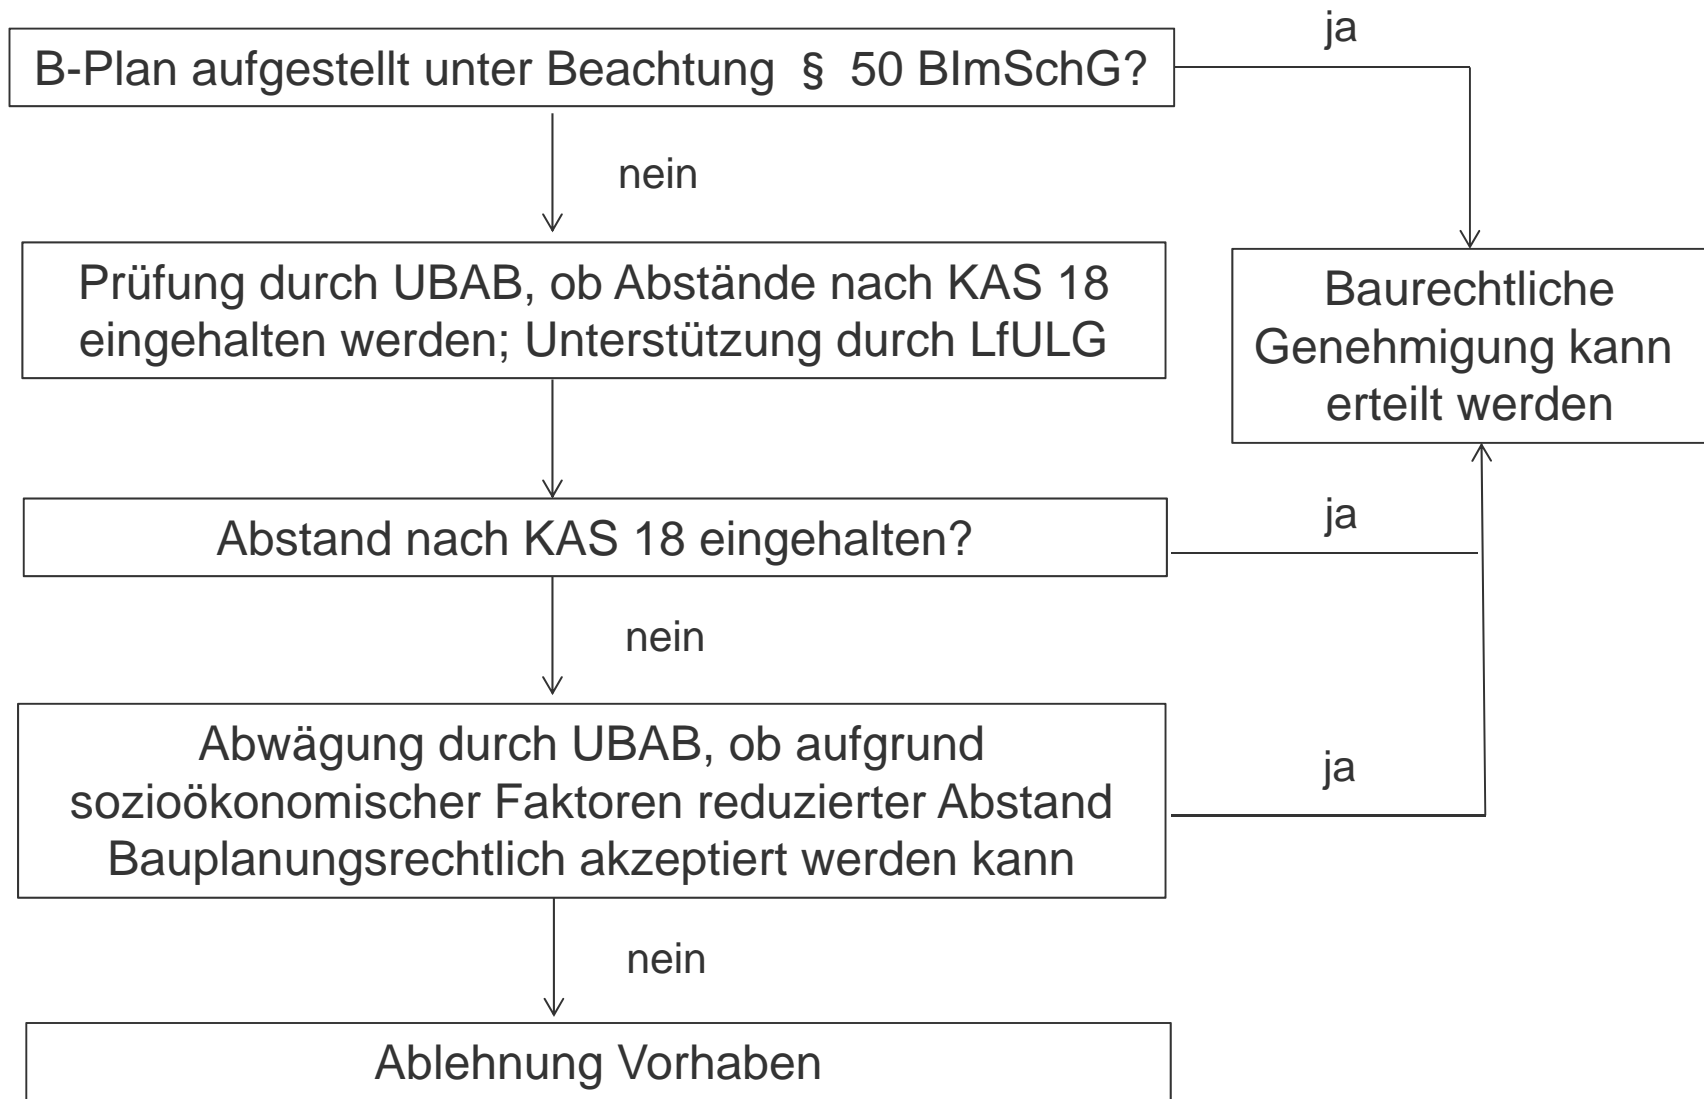 ja
B-Plan aufgestellt unter Beachtung § 50 BImSchG?
nein
Prüfung durch UBAB, ob Abstände nach KAS 18
eingehalten werden; Unterstützung durch LfULG
Baurechtliche
Genehmigung kann
erteilt werden
Abstand nach KAS 18 eingehalten?
ja
nein
Abwägung durch UBAB, ob aufgrund
sozioökonomischer Faktoren reduzierter Abstand
Bauplanungsrechtlich akzeptiert werden kann
ja
nein
Ablehnung Vorhaben